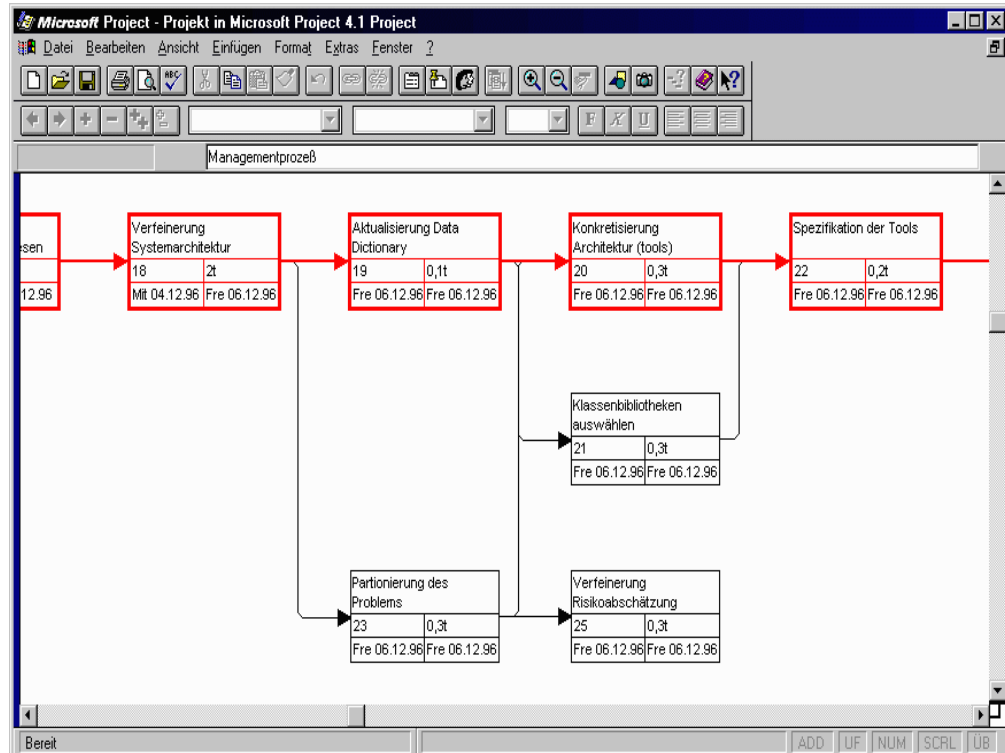 Microsoft Project - Projekt in Microsoft Project 4.1 Project
Datei Bearbeiten Ansicht Einfügen Format Extras Fenster ?
ABC
F K U
Managementprozeß
esen
12.96
Verfeinerung
Systemarchitektur
18 2t
Mit 04.12.96 Fre 06.12.96
Aktualisierung Data
Dictionary
19 0,1t
Fre 06.12.96 Fre 06.12.96
Konkretisierung
Architektur (tools)
20 0,3t
Fre 06.12.96 Fre 06.12.96
Spezifikation der Tools
22 0,2t
Fre 06.12.96 Fre 06.12.96
Klassenbibliotheken
auswählen
21 0,3t
Fre 06.12.96 Fre 06.12.96
Partionierung des
Problems
23 0,3t
Fre 06.12.96 Fre 06.12.96
Verfeinerung
Risikoabschätzung
25 0,3t
Fre 06.12.96 Fre 06.12.96
Bereit
ADD UF NUM SCRL ÜB